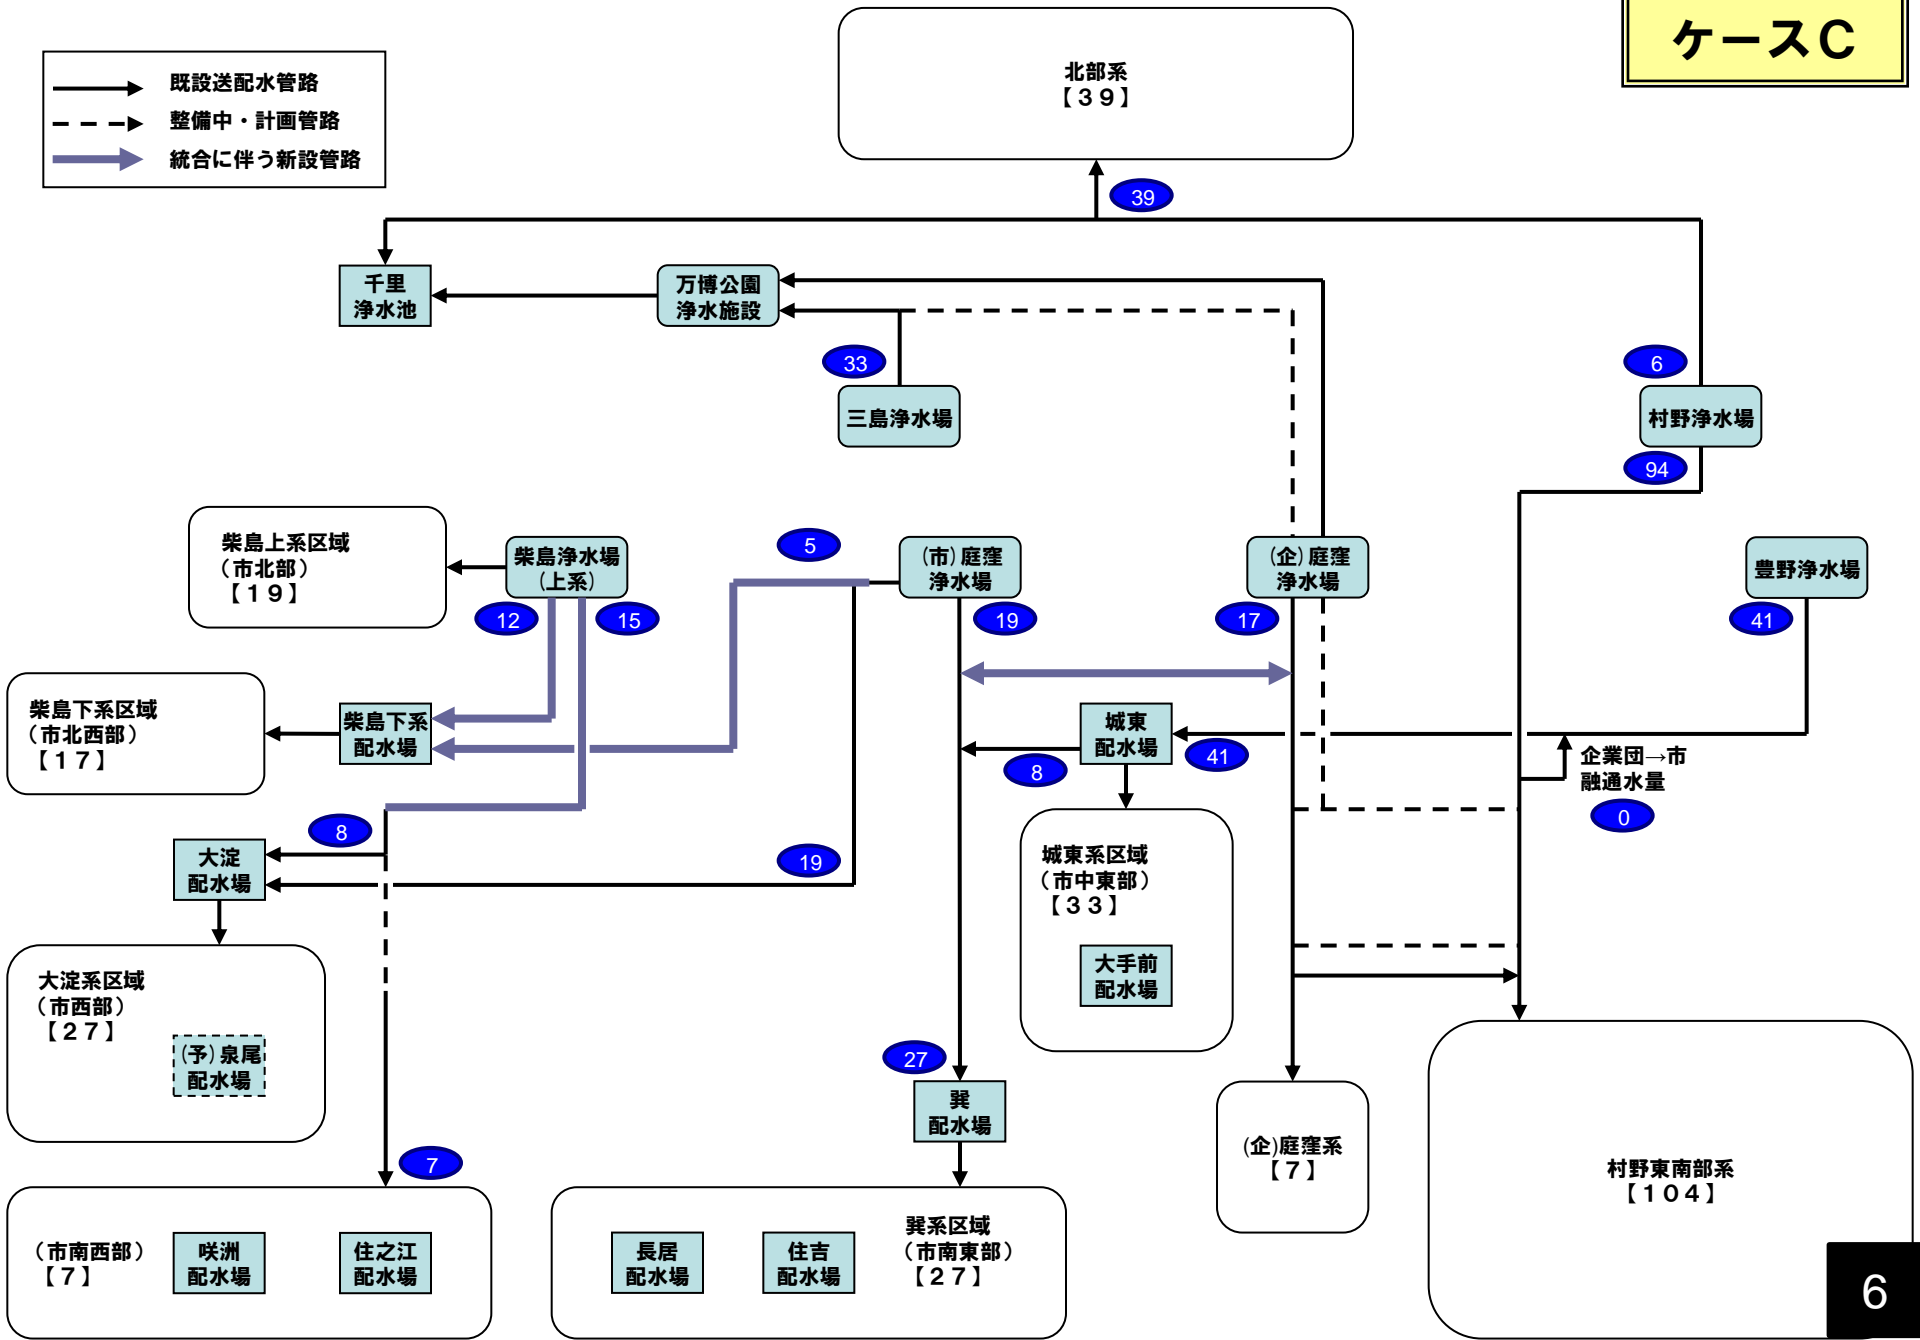 ケースC
既設送配水管路
整備中・計画管路
統合に伴う新設管路
北部系
【３９】
39
千里
浄水池
万博公園
浄水施設
33
三島浄水場
6
村野浄水場
94
柴島上系区域
（市北部）
【１９】
柴島浄水場
(上系)
12
15
5
(市)庭窪
浄水場
19
(企)庭窪
浄水場
17
豊野浄水場
41
柴島下系区域
（市北西部）
【１７】
柴島下系
配水場
城東
配水場
8
41
企業団→市
融通水量
0
8
大淀
配水場
19
城東系区域
（市中東部）
【３３】
大手前
配水場
大淀系区域
（市西部）
【２７】
(予)泉尾
配水場
27
巽
配水場
7
(企)庭窪系
【７】
村野東南部系
【１０４】
（市南西部）
【７】
咲洲
配水場
住之江
配水場
長居
配水場
住吉
配水場
巽系区域
（市南東部）
【２７】
6